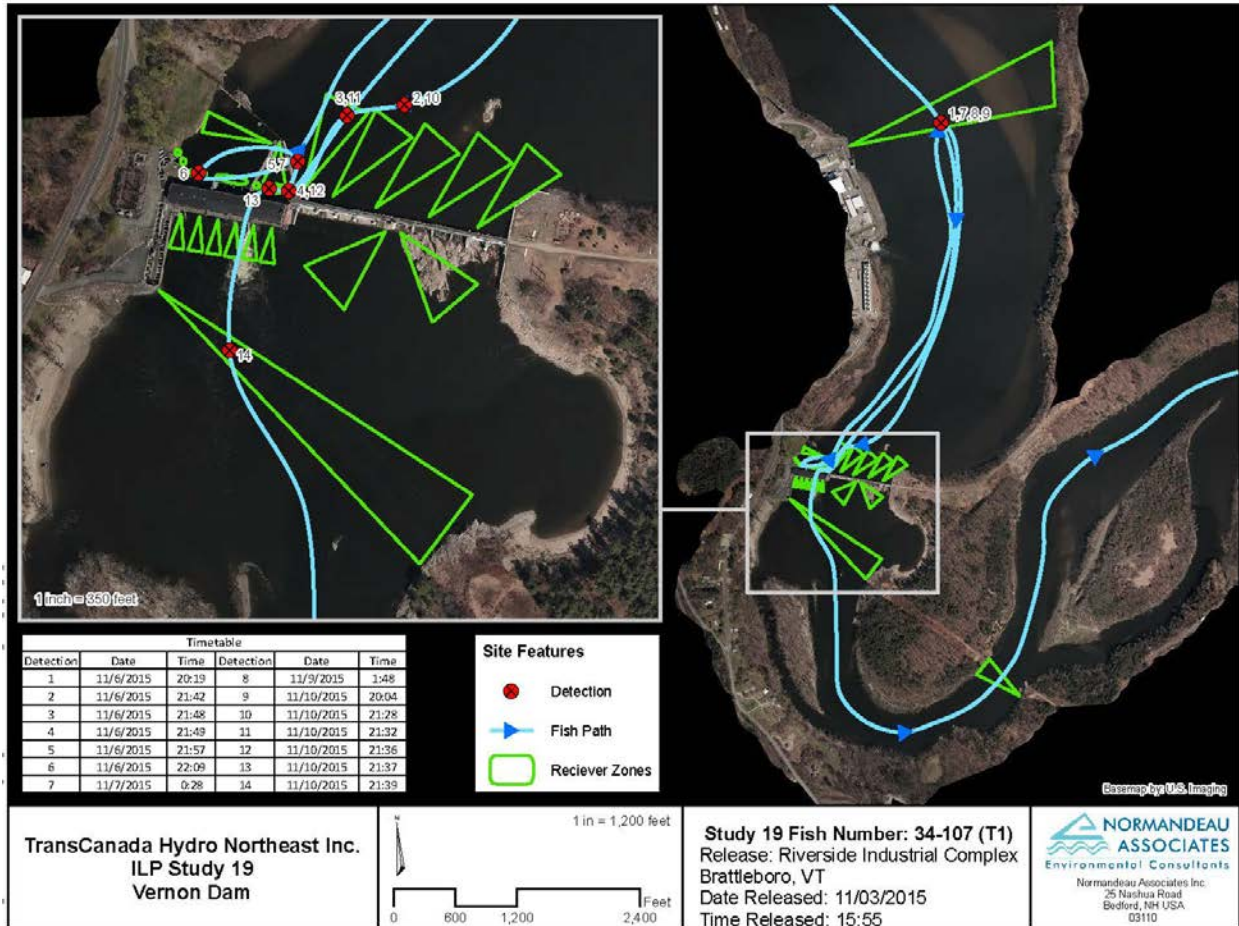 3,11
2,10
5,7
6
13
4,12
14
1 inch = 350 feet
1,7,8,9
Timetable
Detection Date Time Detection Date Time
1 11/6/2015 20:19 8 11/9/2015 1:48
2 11/6/2015 21:42 9 11/10/2015 20:04
3 11/6/2015 21:48 10 11/10/2015 21:28
4 11/6/2015 21:49 11 11/10/2015 21:32
5 11/6/2015 21:57 12 11/10/2015 21:36
6 11/6/2015 22:09 13 11/10/2015 21:37
7 11/7/2015 0:28 14 11/10/2015 21:39
Site Features
Detection
Fish Path
Reciever Zones
Basemap by: U.S. Imaging
TransCanada Hydro Northeast Inc.
ILP Study 19
Vernon Dam
N
1 in = 1,200 feet
Feet
0 600 1,200 2,400
Study 19 Fish Number: 34-107 (T1)
Release: Riverside Industrial Complex
Brattleboro, VT
Date Released: 11/03/2015
Time Released: 15:55
NORMANDEAU
ASSOCIATES
Environmental Consultants
Normandeau Associates Inc.
25 Nashua Road
Bedford, NH USA
03110